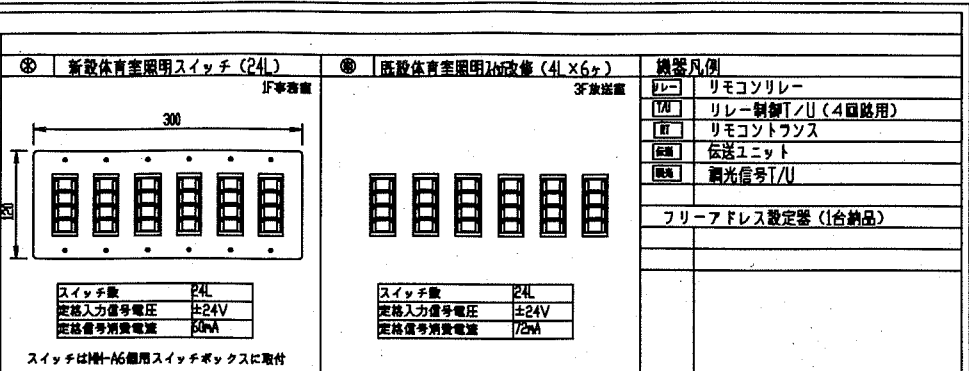 新設体育室照明スイッチ（24L）
1F事務室
300
120
スイッチ数 24L
定格入力信号電圧 ±24V
定格信号消費電流 60mA
スイッチはMM-A6個用スイッチボックスに取付
既設体育室照明ｽｲｯﾁ改修（4L×6ヶ）
3F放送室
スイッチ数 24L
定格入力信号電圧 ±24V
定格信号消費電流 72mA
機器凡例
リレー リモコンリレー
T/U リレー制御T/U（4回路用）
RT リモコントランス
伝送 伝送ユニット
調光 調光信号T/U
フリーアドレス設定器（1台納品）